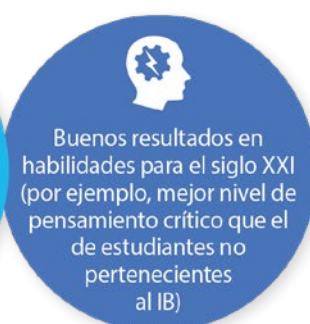 Buenos resultados en
habilidades para el siglo XXI
(por ejemplo, mejor nivel de
pensamiento crítico que el
de estudiantes no
pertenecientes
al IB)